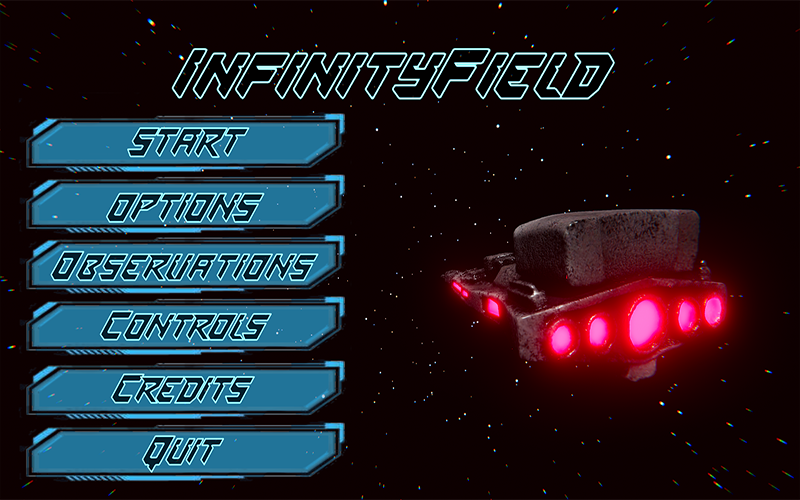 InfinityField
Start
Options
Observations
Controls
Credits
Quit